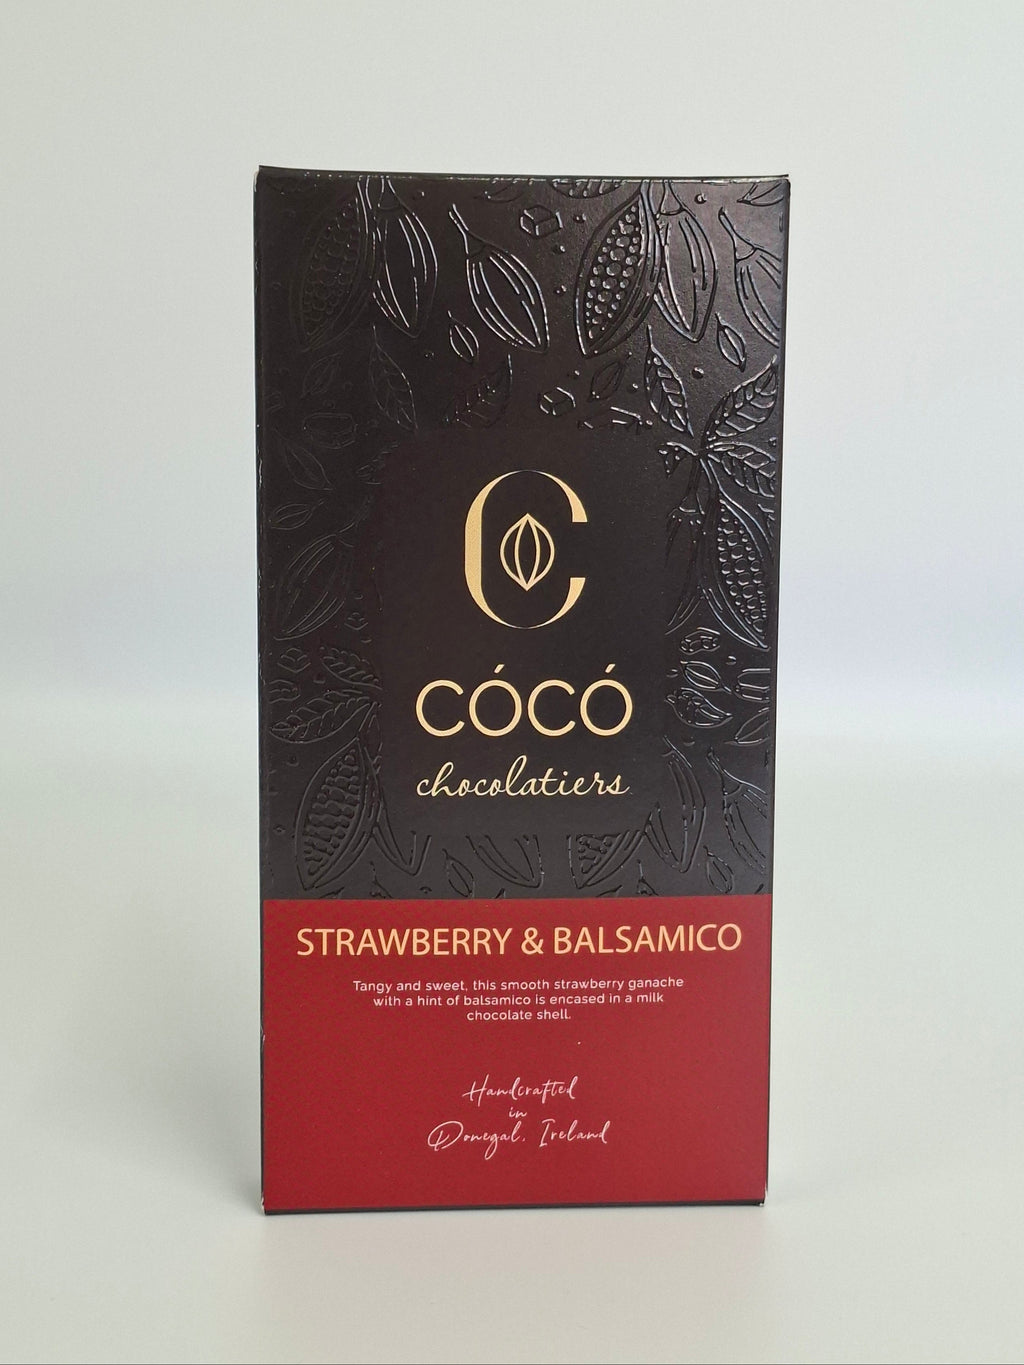 C
CÓCÓ
chocolatiers
STRAWBERRY & BALSAMICO
Tangy and sweet, this smooth strawberry ganache
with a hint of balsamico is encased in a milk
chocolate shell.
Handcrafted
in
Donegal, Ireland